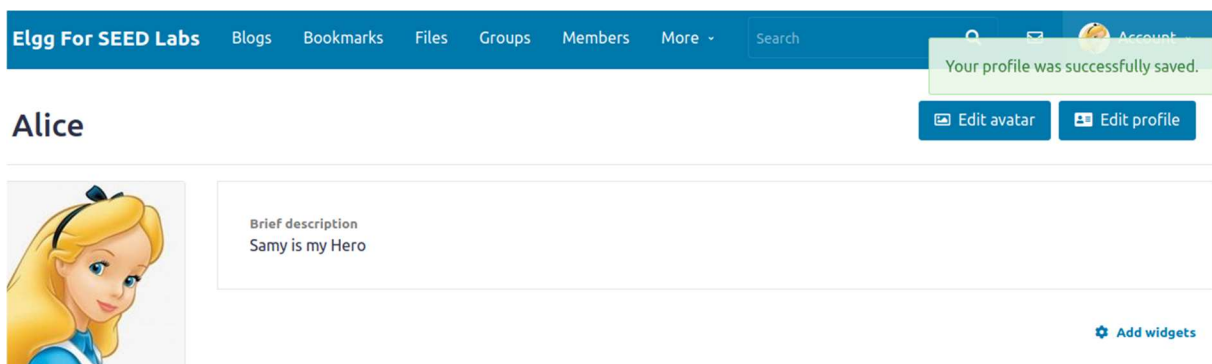 Elgg For SEED Labs Blogs Bookmarks Files Groups Members More Search Account
Your profile was successfully saved.
Alice
Edit avatar Edit profile
Brief description
Samy is my Hero
Add widgets